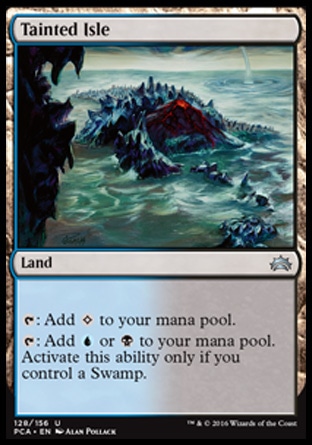 Tainted Isle
Land
: Add to your mana pool.
: Add or to your mana pool.
Activate this ability only if you
control a Swamp.
128/156 U
PCA • EN Alan Pollack
™ & © 2016 Wizards of the Coast